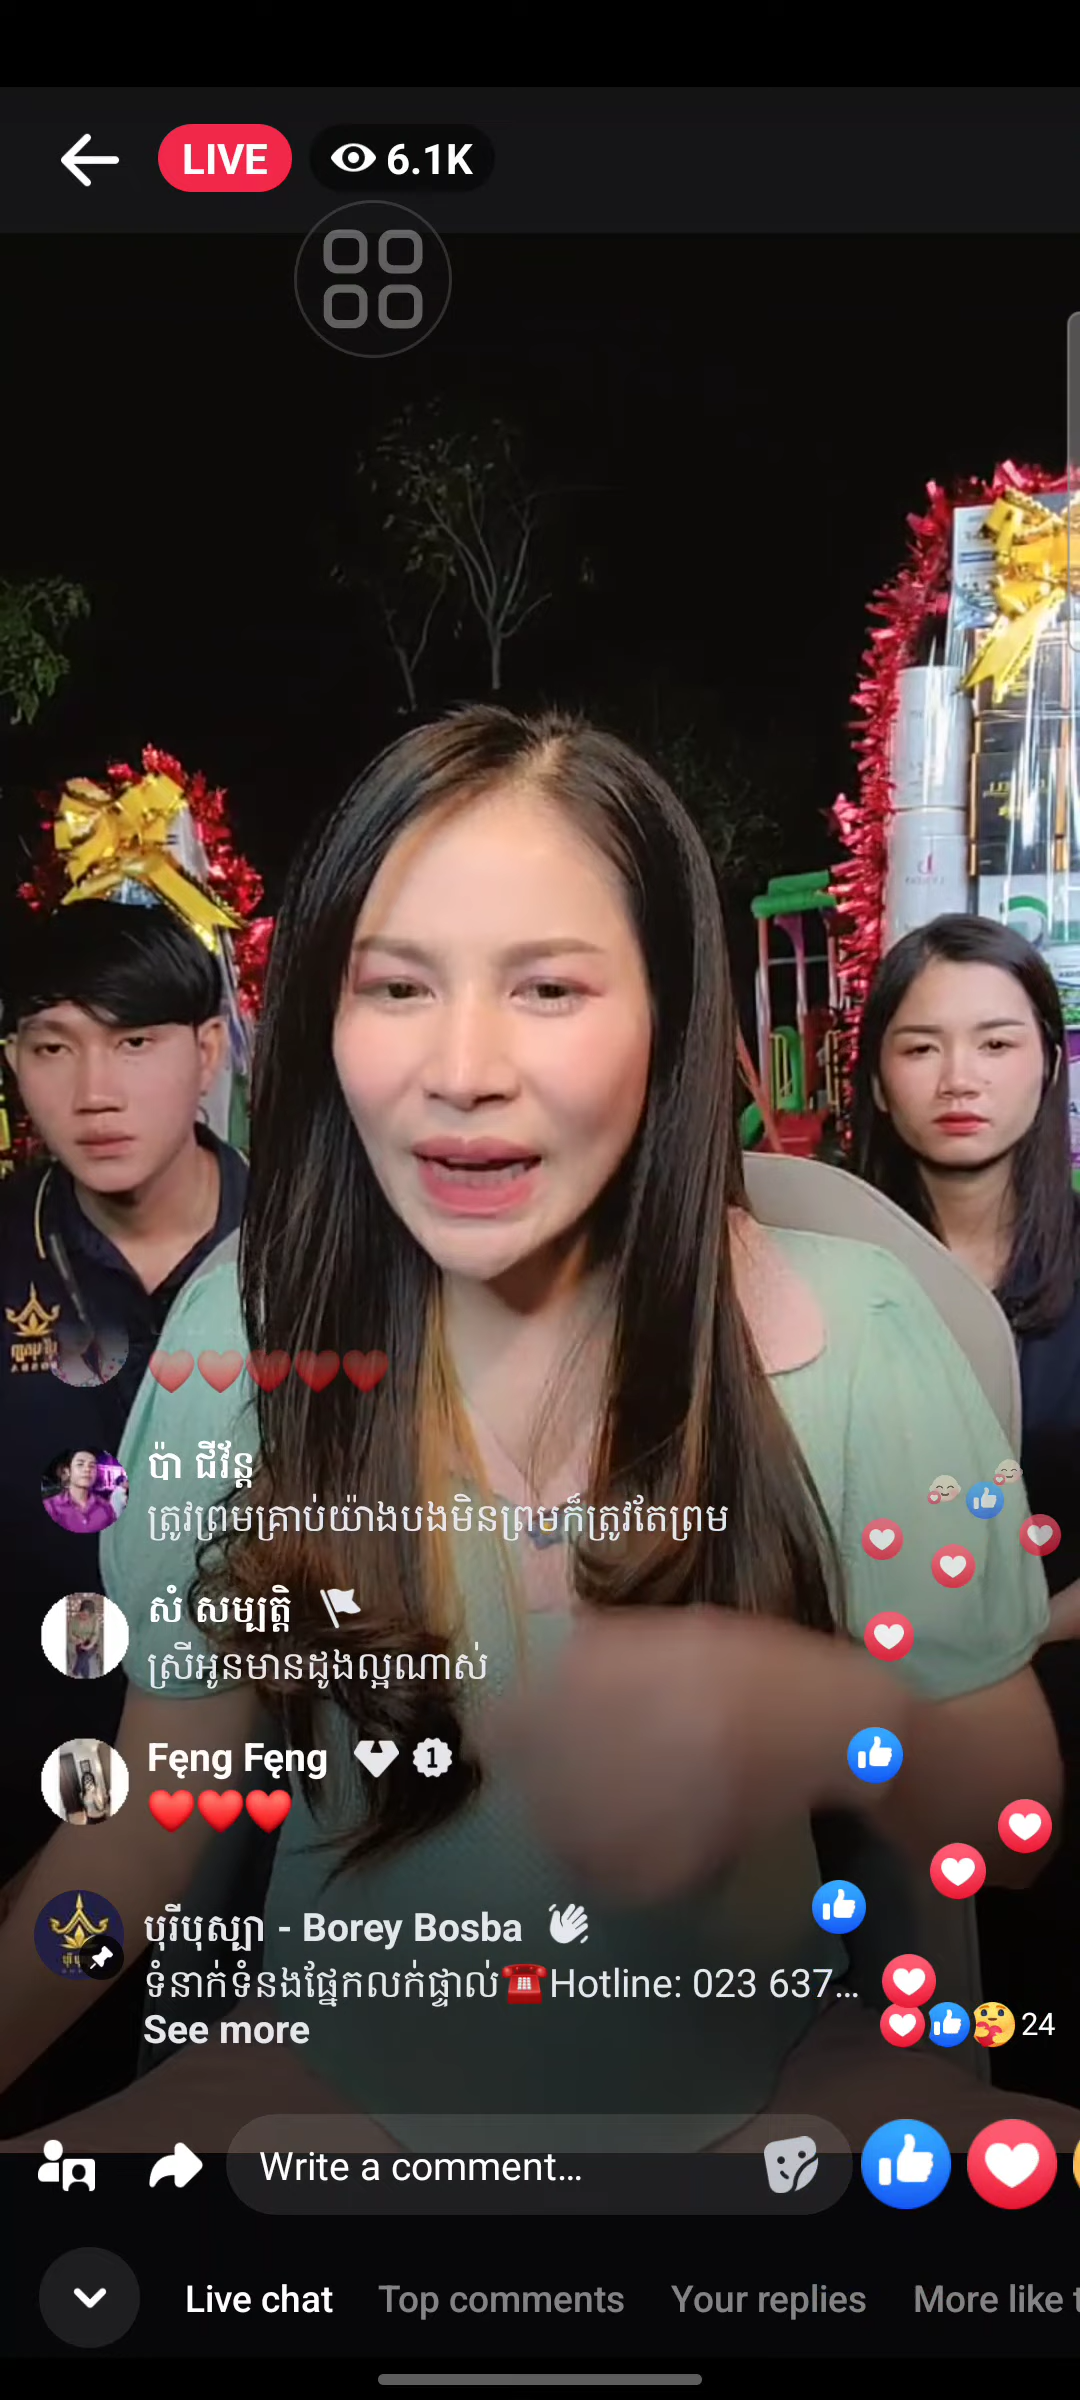 LIVE 6.1K
ប៉ា ជីវ័ន្ត
ត្រូវព្រមគ្រាប់យ៉ាងបងមិនព្រមក៏ត្រូវតែព្រម
សំ សម្បត្តិ
ស្រីអូនមានដួងល្អណាស់
Fęng Fęng 1
❤️❤️❤️
បុរីបុស្បា - Borey Bosba
ទំនាក់ទំនងផ្នែកលក់ផ្ទាល់☎️Hotline: 023 637...
See more
24
Write a comment...
Live chat Top comments Your replies More like t